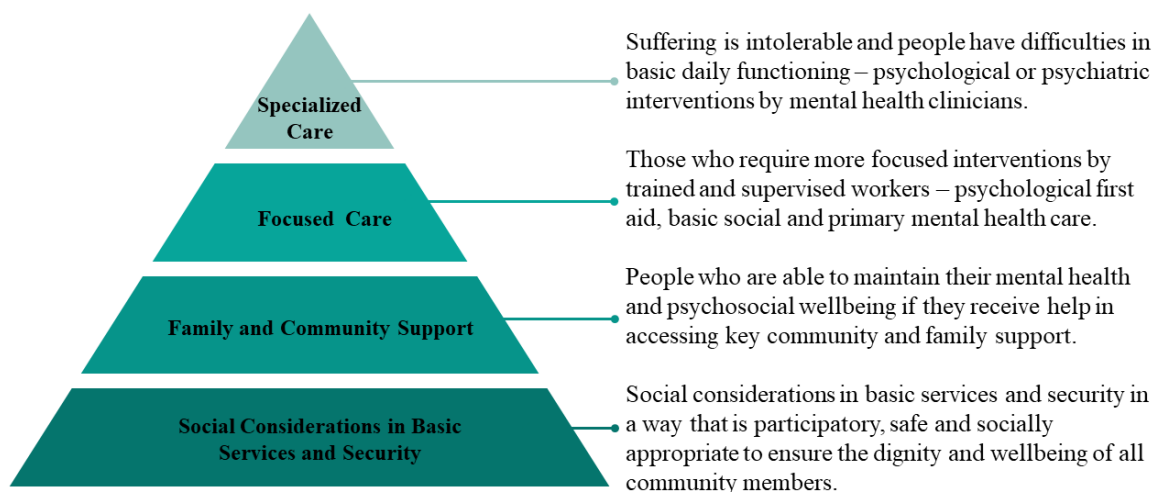 Specialized
Care
Suffering is intolerable and people have difficulties in
basic daily functioning – psychological or psychiatric
interventions by mental health clinicians.
Focused Care
Those who require more focused interventions by
trained and supervised workers – psychological first
aid, basic social and primary mental health care.
Family and Community Support
People who are able to maintain their mental health
and psychosocial wellbeing if they receive help in
accessing key community and family support.
Social Considerations in Basic
Services and Security
Social considerations in basic services and security in
a way that is participatory, safe and socially
appropriate to ensure the dignity and wellbeing of all
community members.